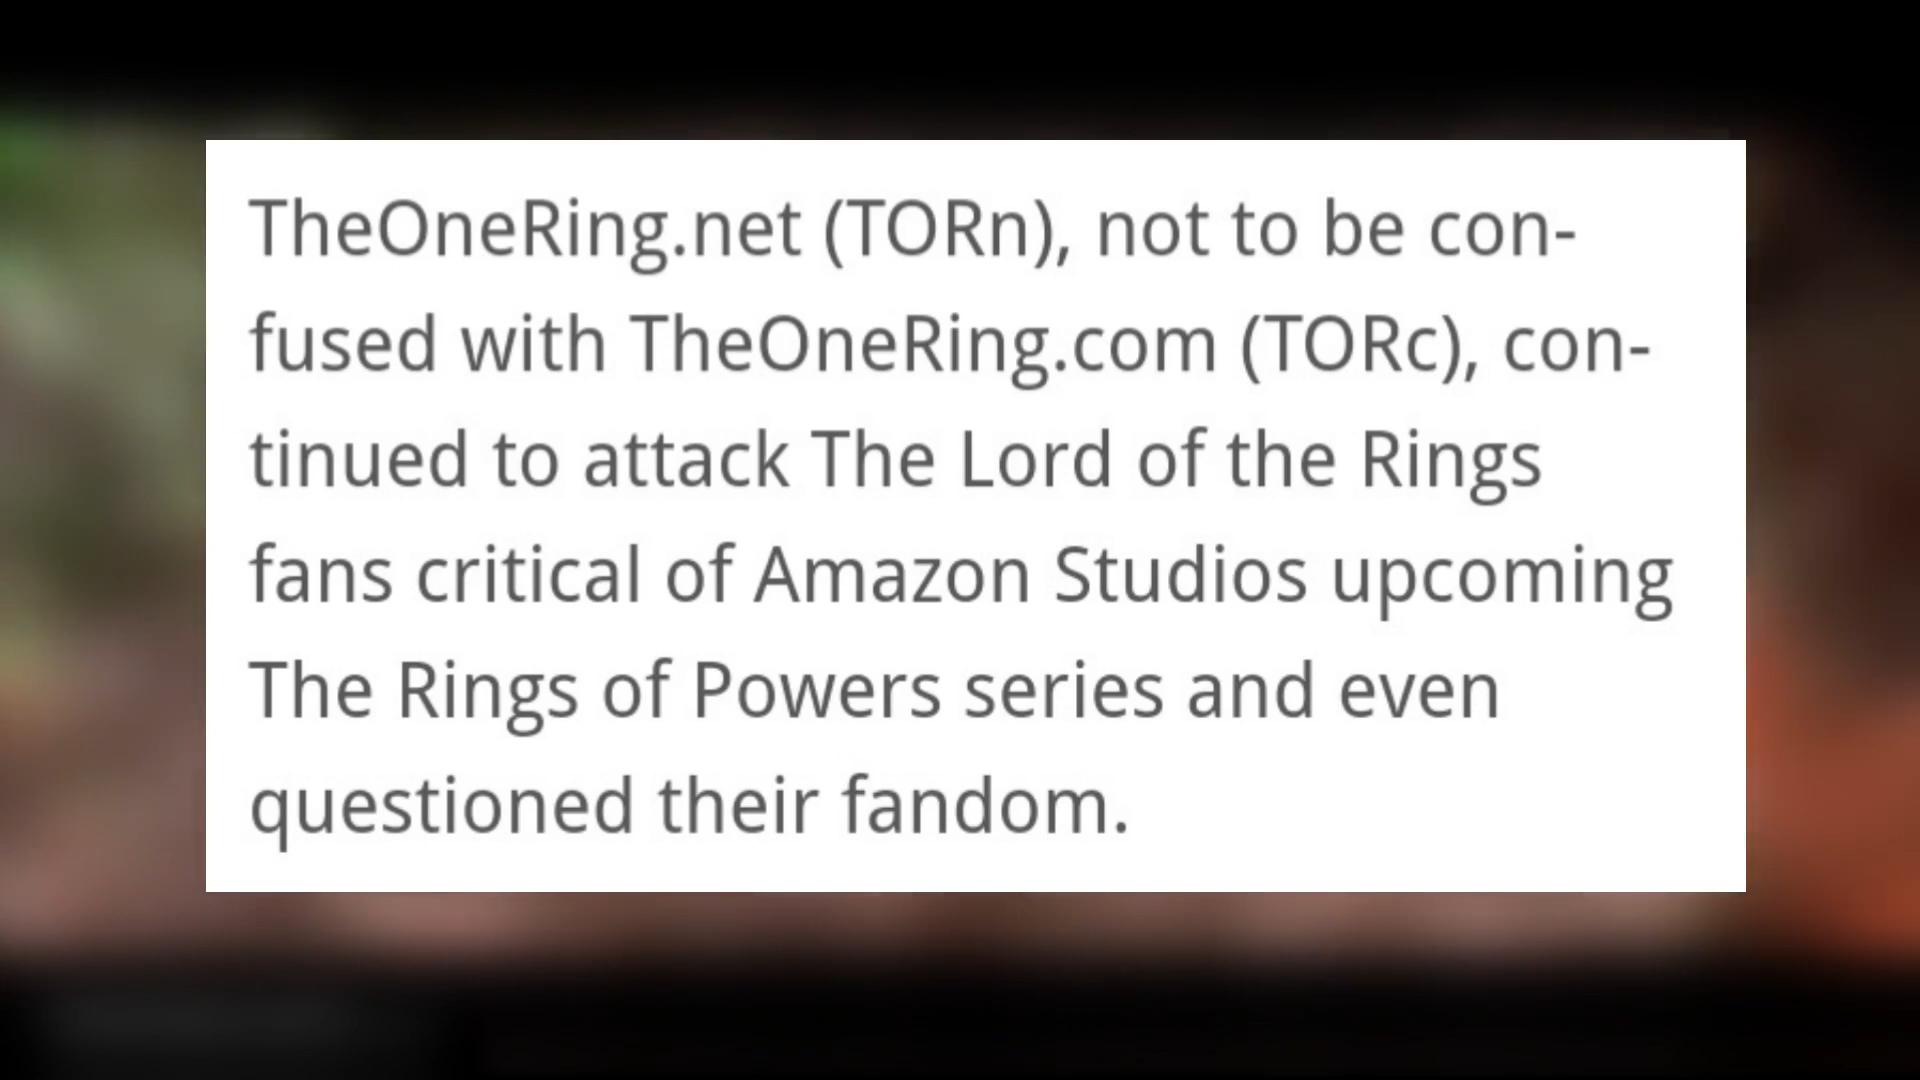 TheOneRing.net (TORn), not to be con-
fused with TheOneRing.com (TORc), con-
tinued to attack The Lord of the Rings
fans critical of Amazon Studios upcoming
The Rings of Powers series and even
questioned their fandom.